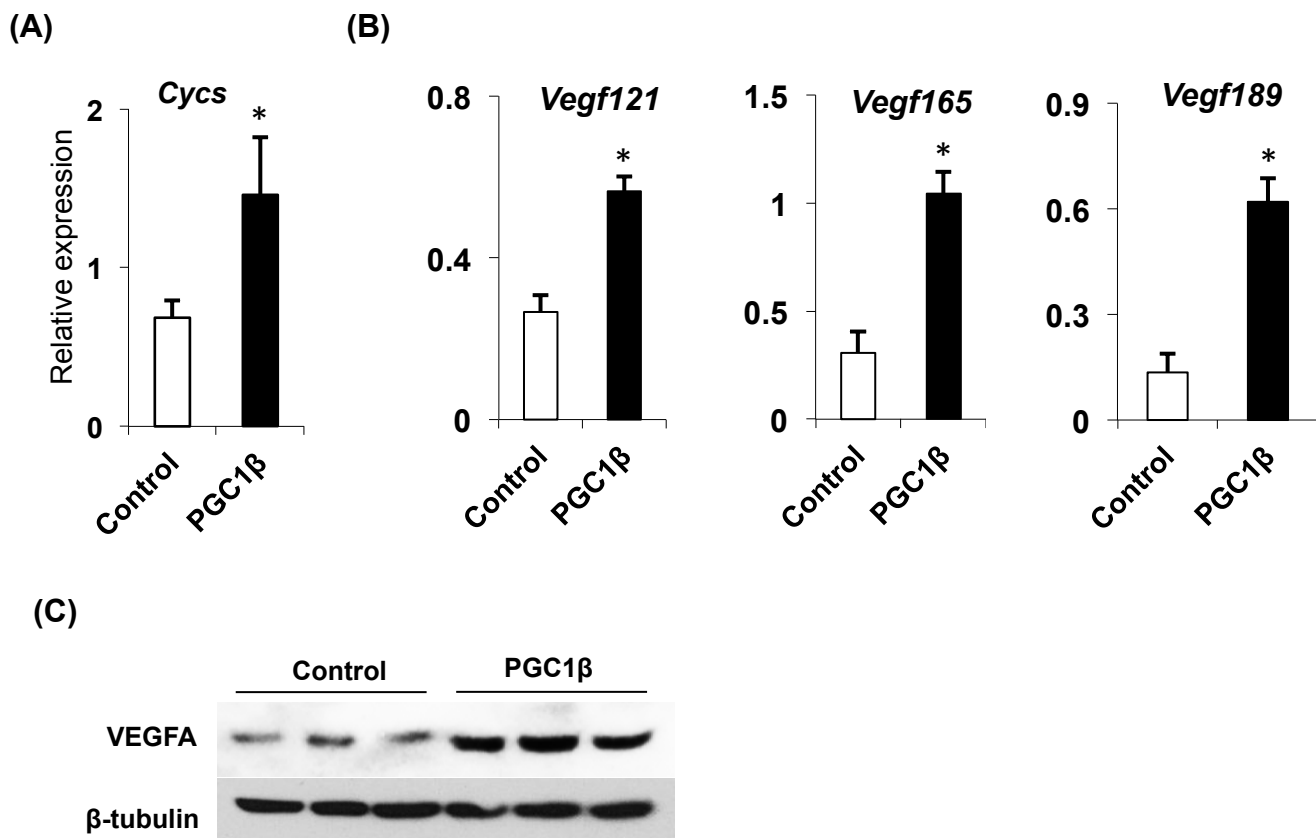 (A)
(B)
Cycs
*
2
1
0
Relative expression
Control
PGC1β
Vegf121
*
0.8
0.4
0
Control
PGC1β
Vegf165
*
1.5
1
0.5
0
Control
PGC1β
Vegf189
*
0.9
0.6
0.3
0
Control
PGC1β
(C)
Control
PGC1β
VEGFA
β-tubulin